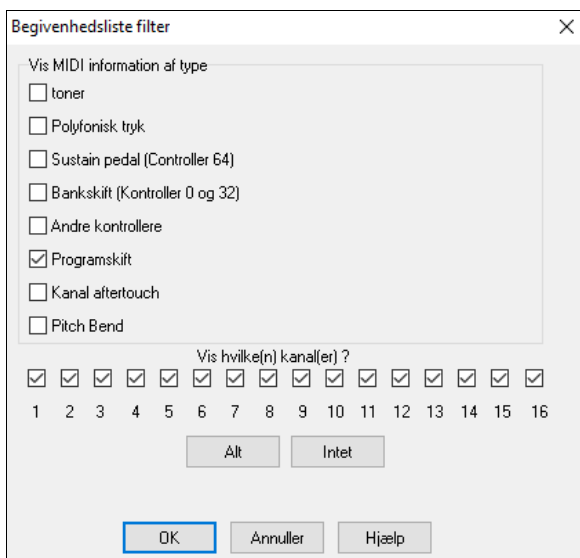 Begivenhedsliste filter
Vis MIDI information af type
toner
Polyfonisk tryk
Sustain pedal (Controller 64)
Bankskift (Kontroller 0 og 32)
Andre kontrollere
Programskift
Kanal aftertouch
Pitch Bend
Vis hvilke(n) kanal(er) ?
1 2 3 4 5 6 7 8 9 10 11 12 13 14 15 16
Alt Intet
OK Annuller Hjælp